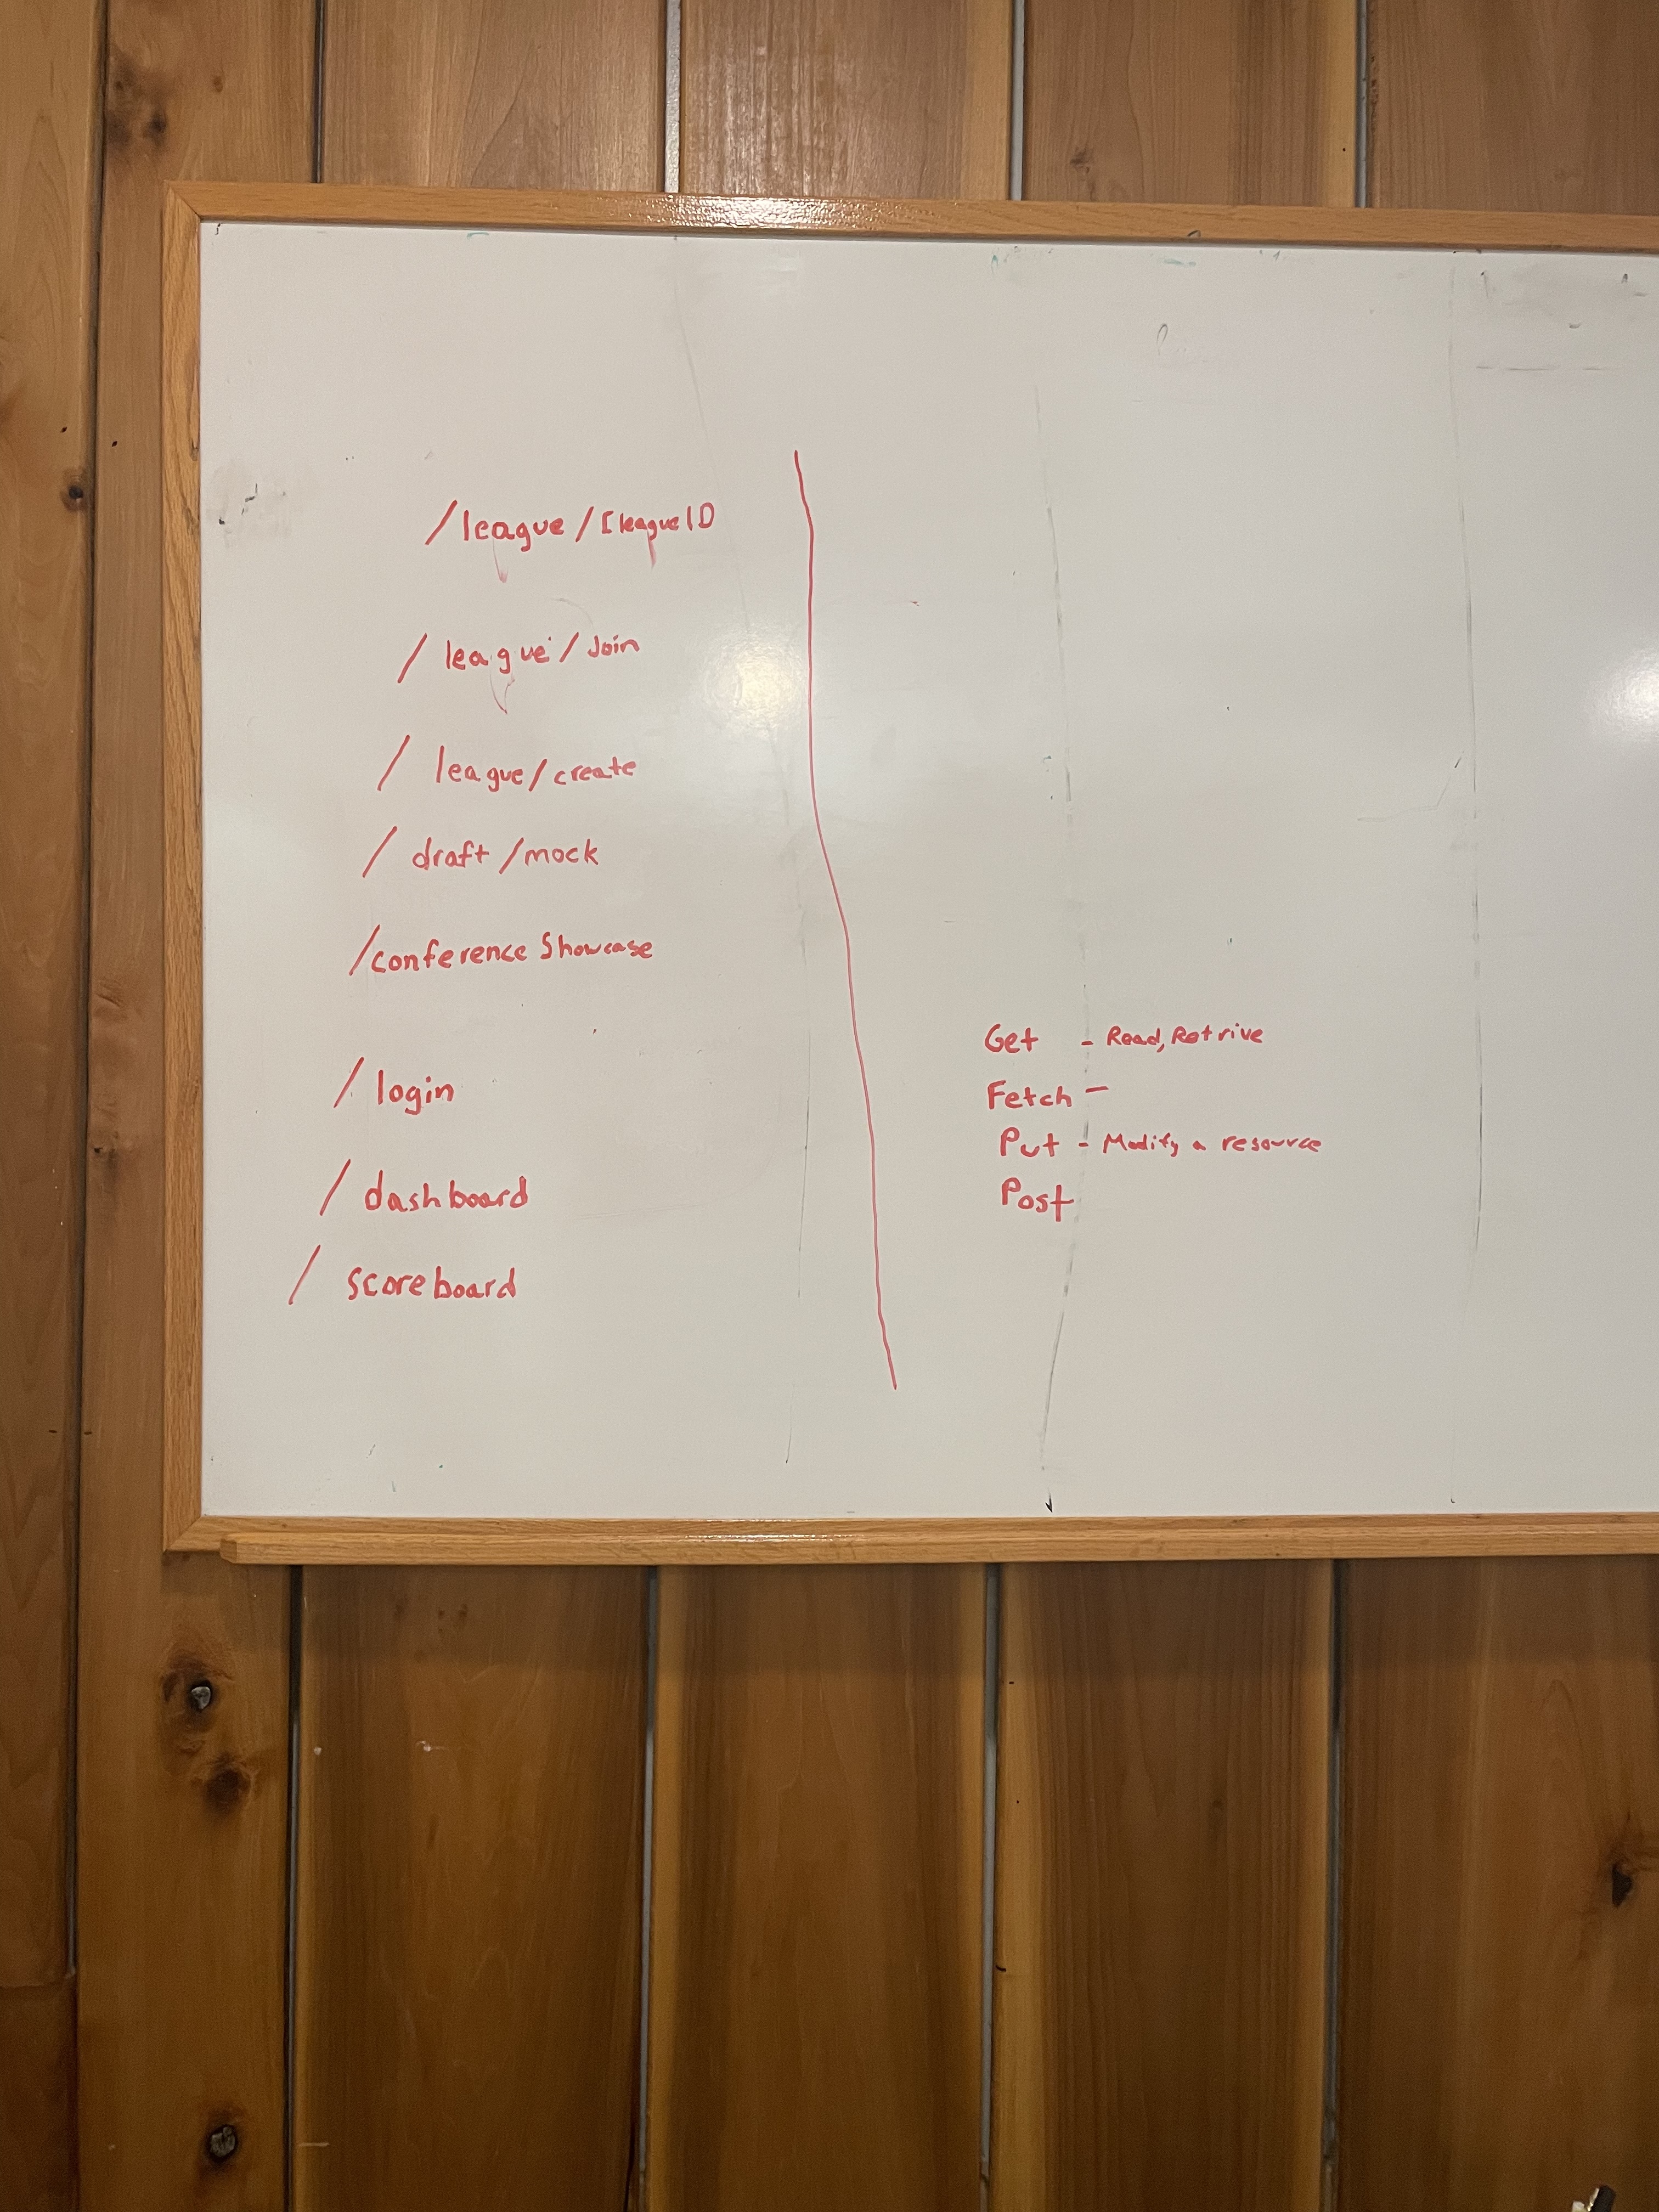 /league/[leagueID
/league/Join
/league/create
/draft/mock
/conference Showcase
/login
/dashboard
/scoreboard
Get - Read, Retrive
Fetch -
Put - Modify a resource
Post